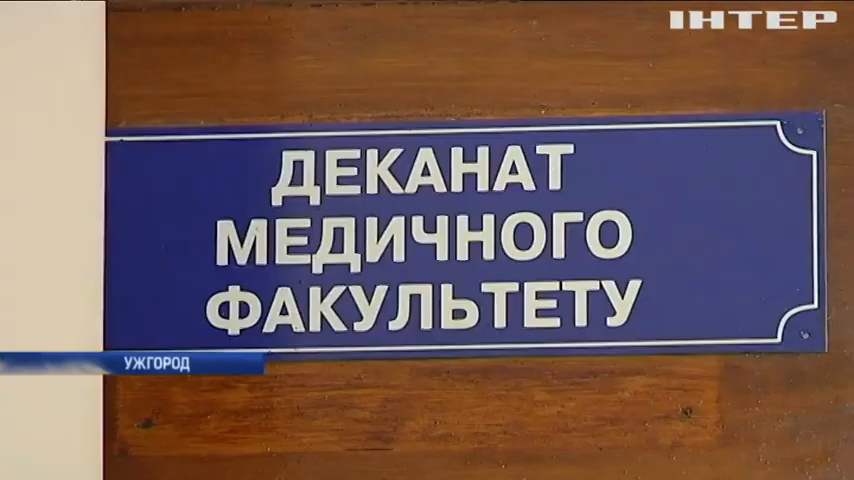 ІНТЕР
ДЕКАНАТ
МЕДИЧНОГО
ФАКУЛЬТЕТУ
УЖГОРОД